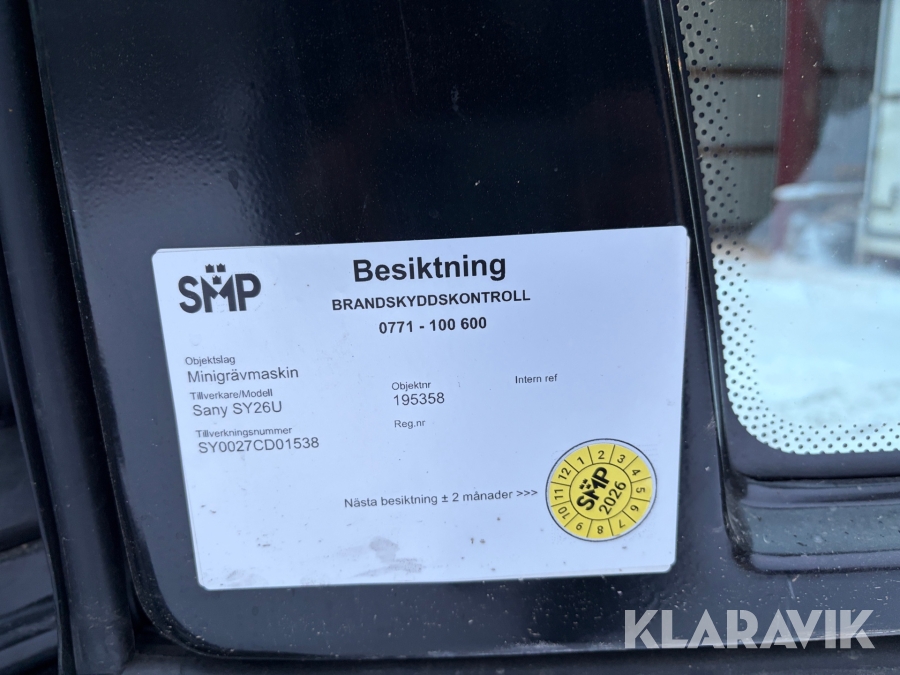 SMP
Besiktning
BRANDSKYDDSKONTROLL
0771 - 100 600
Objektslag
Minigrävmaskin
Tillverkare/Modell
Sany SY26U
Tillverkningsnummer
SY0027CD01538
Objektnr
195358
Reg.nr
Intern ref
Nästa besiktning ± 2 månader >>>
1 2 3 4 5 6 7 8 9 10 11 12
SMP
2026
KLARAVIK